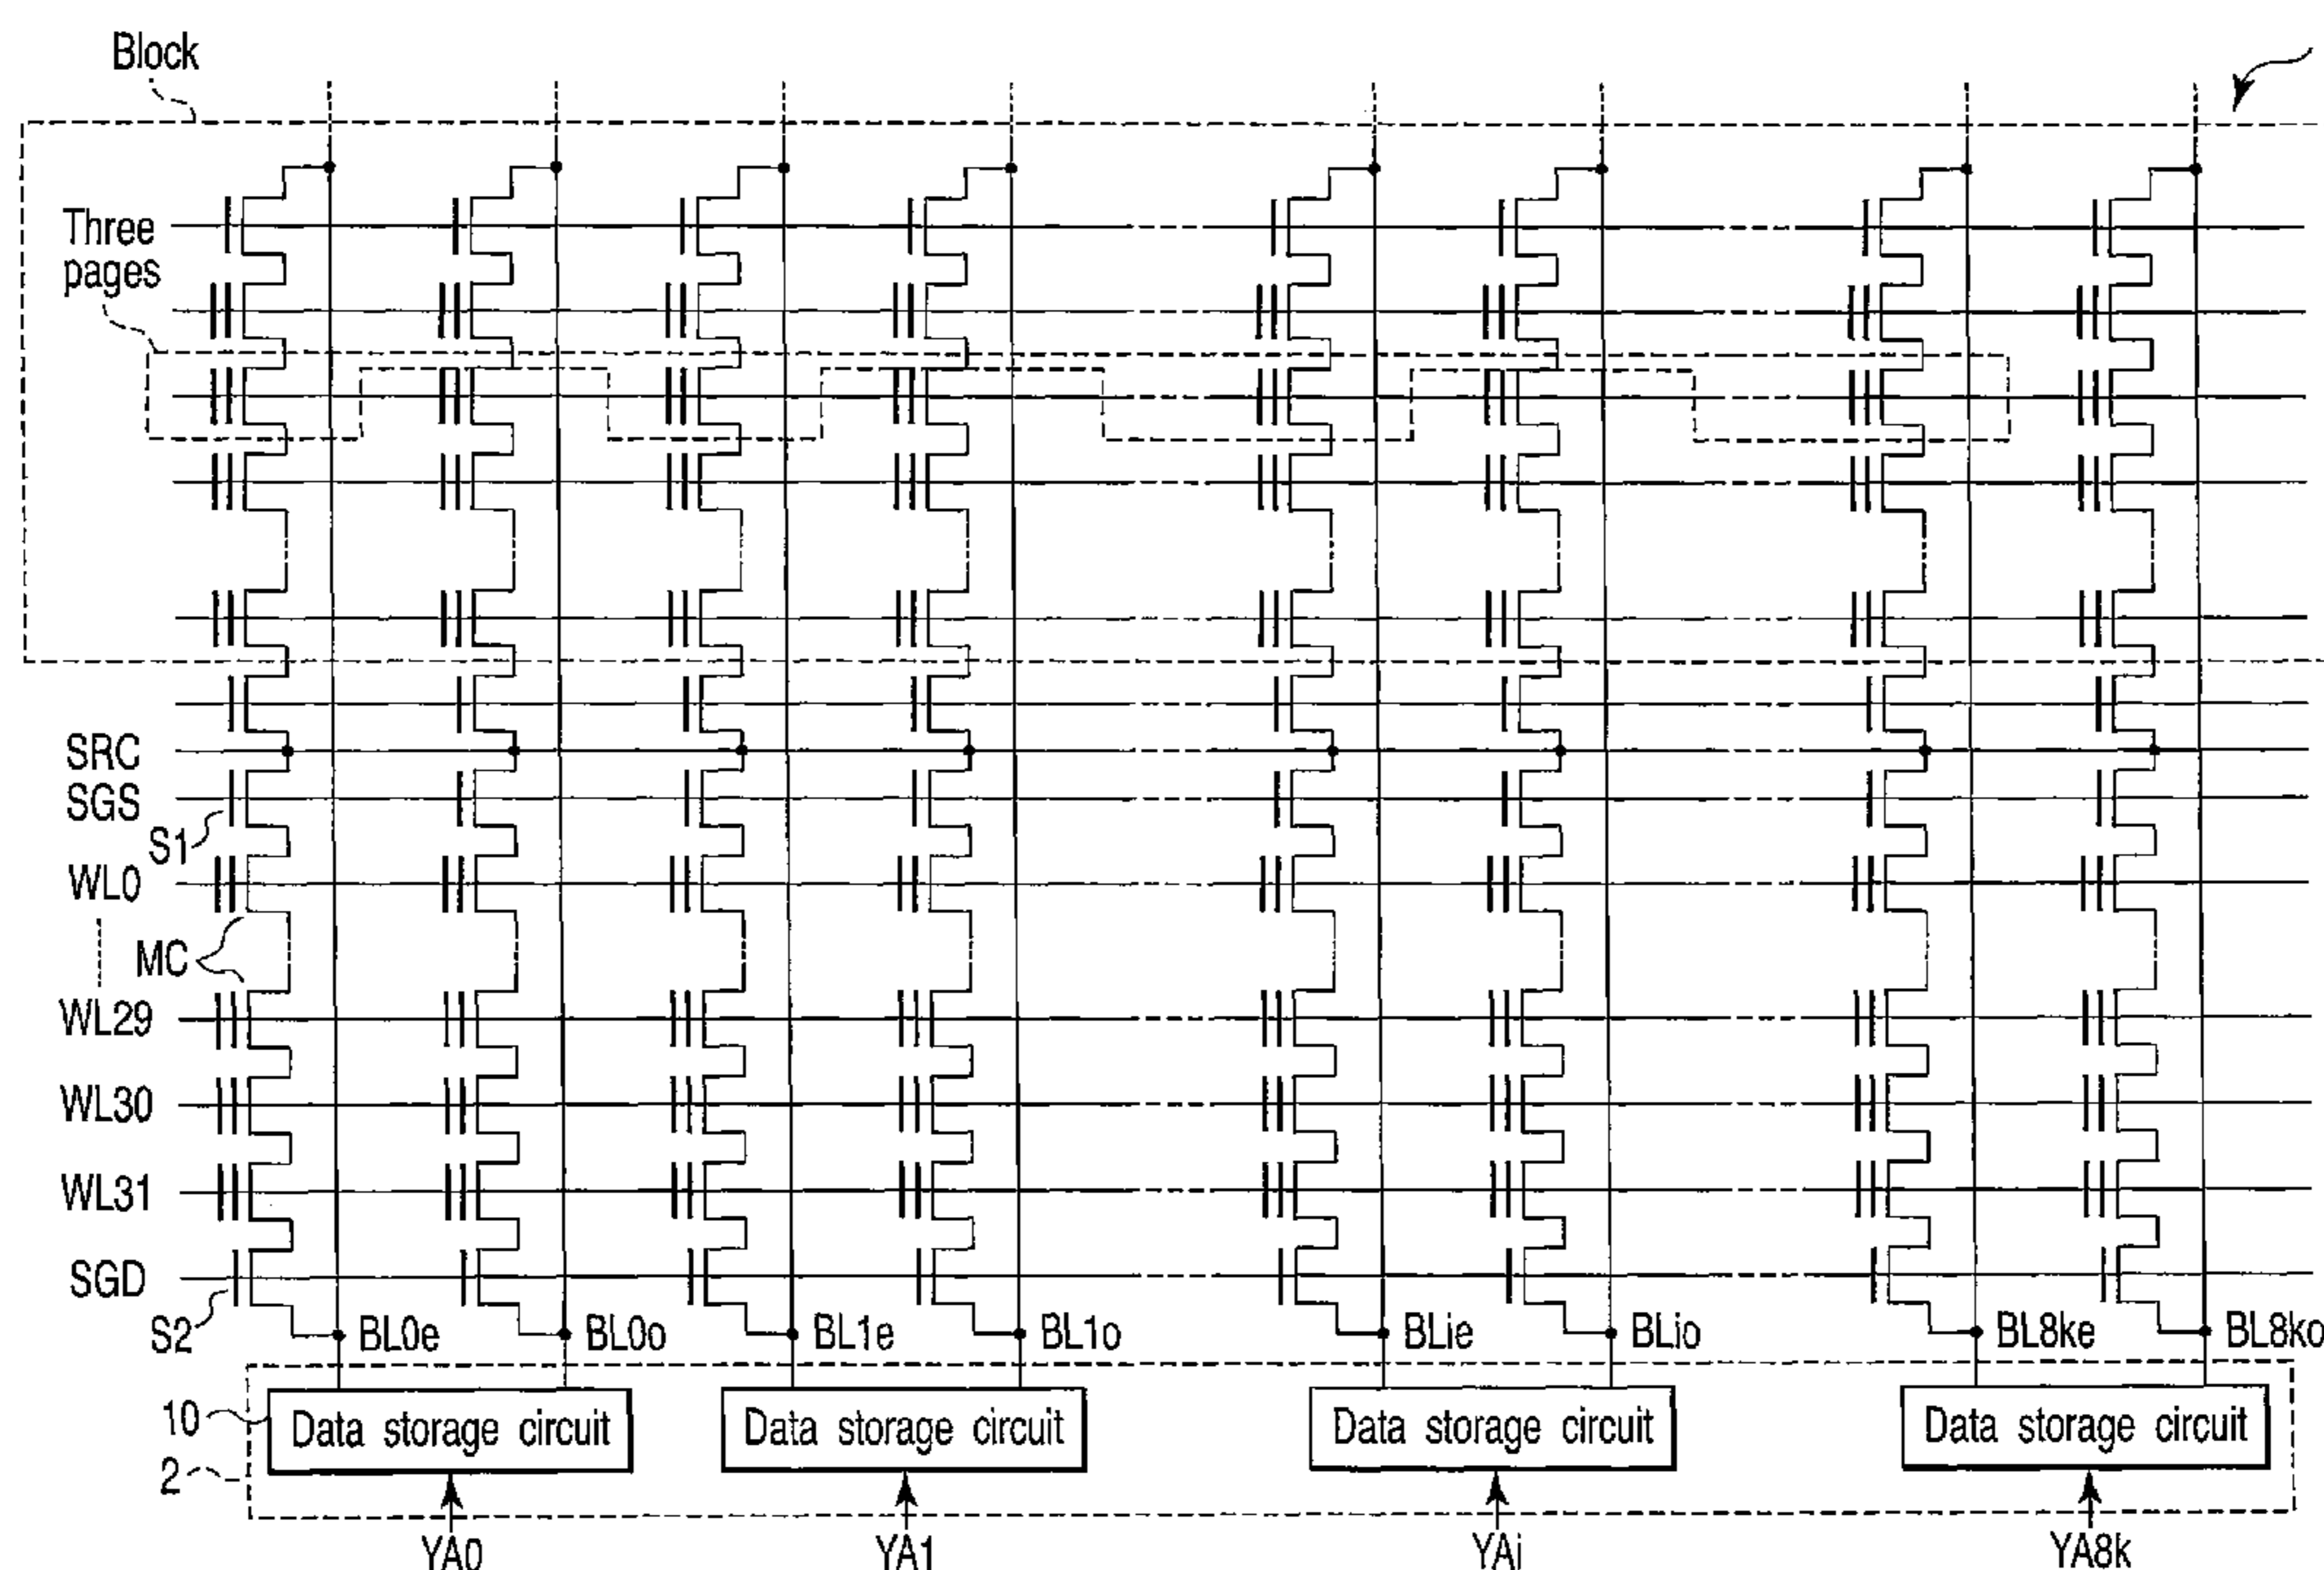 Block
Three
pages
SRC
SGS
S1
WL0
MC
WL29
WL30
WL31
SGD
S2
BL0e
BL0o
BL1e
BL1o
BLie
BLio
BL8ke
BL8ko
10
Data storage circuit
Data storage circuit
Data storage circuit
Data storage circuit
2
YA0
YA1
YAi
YA8k